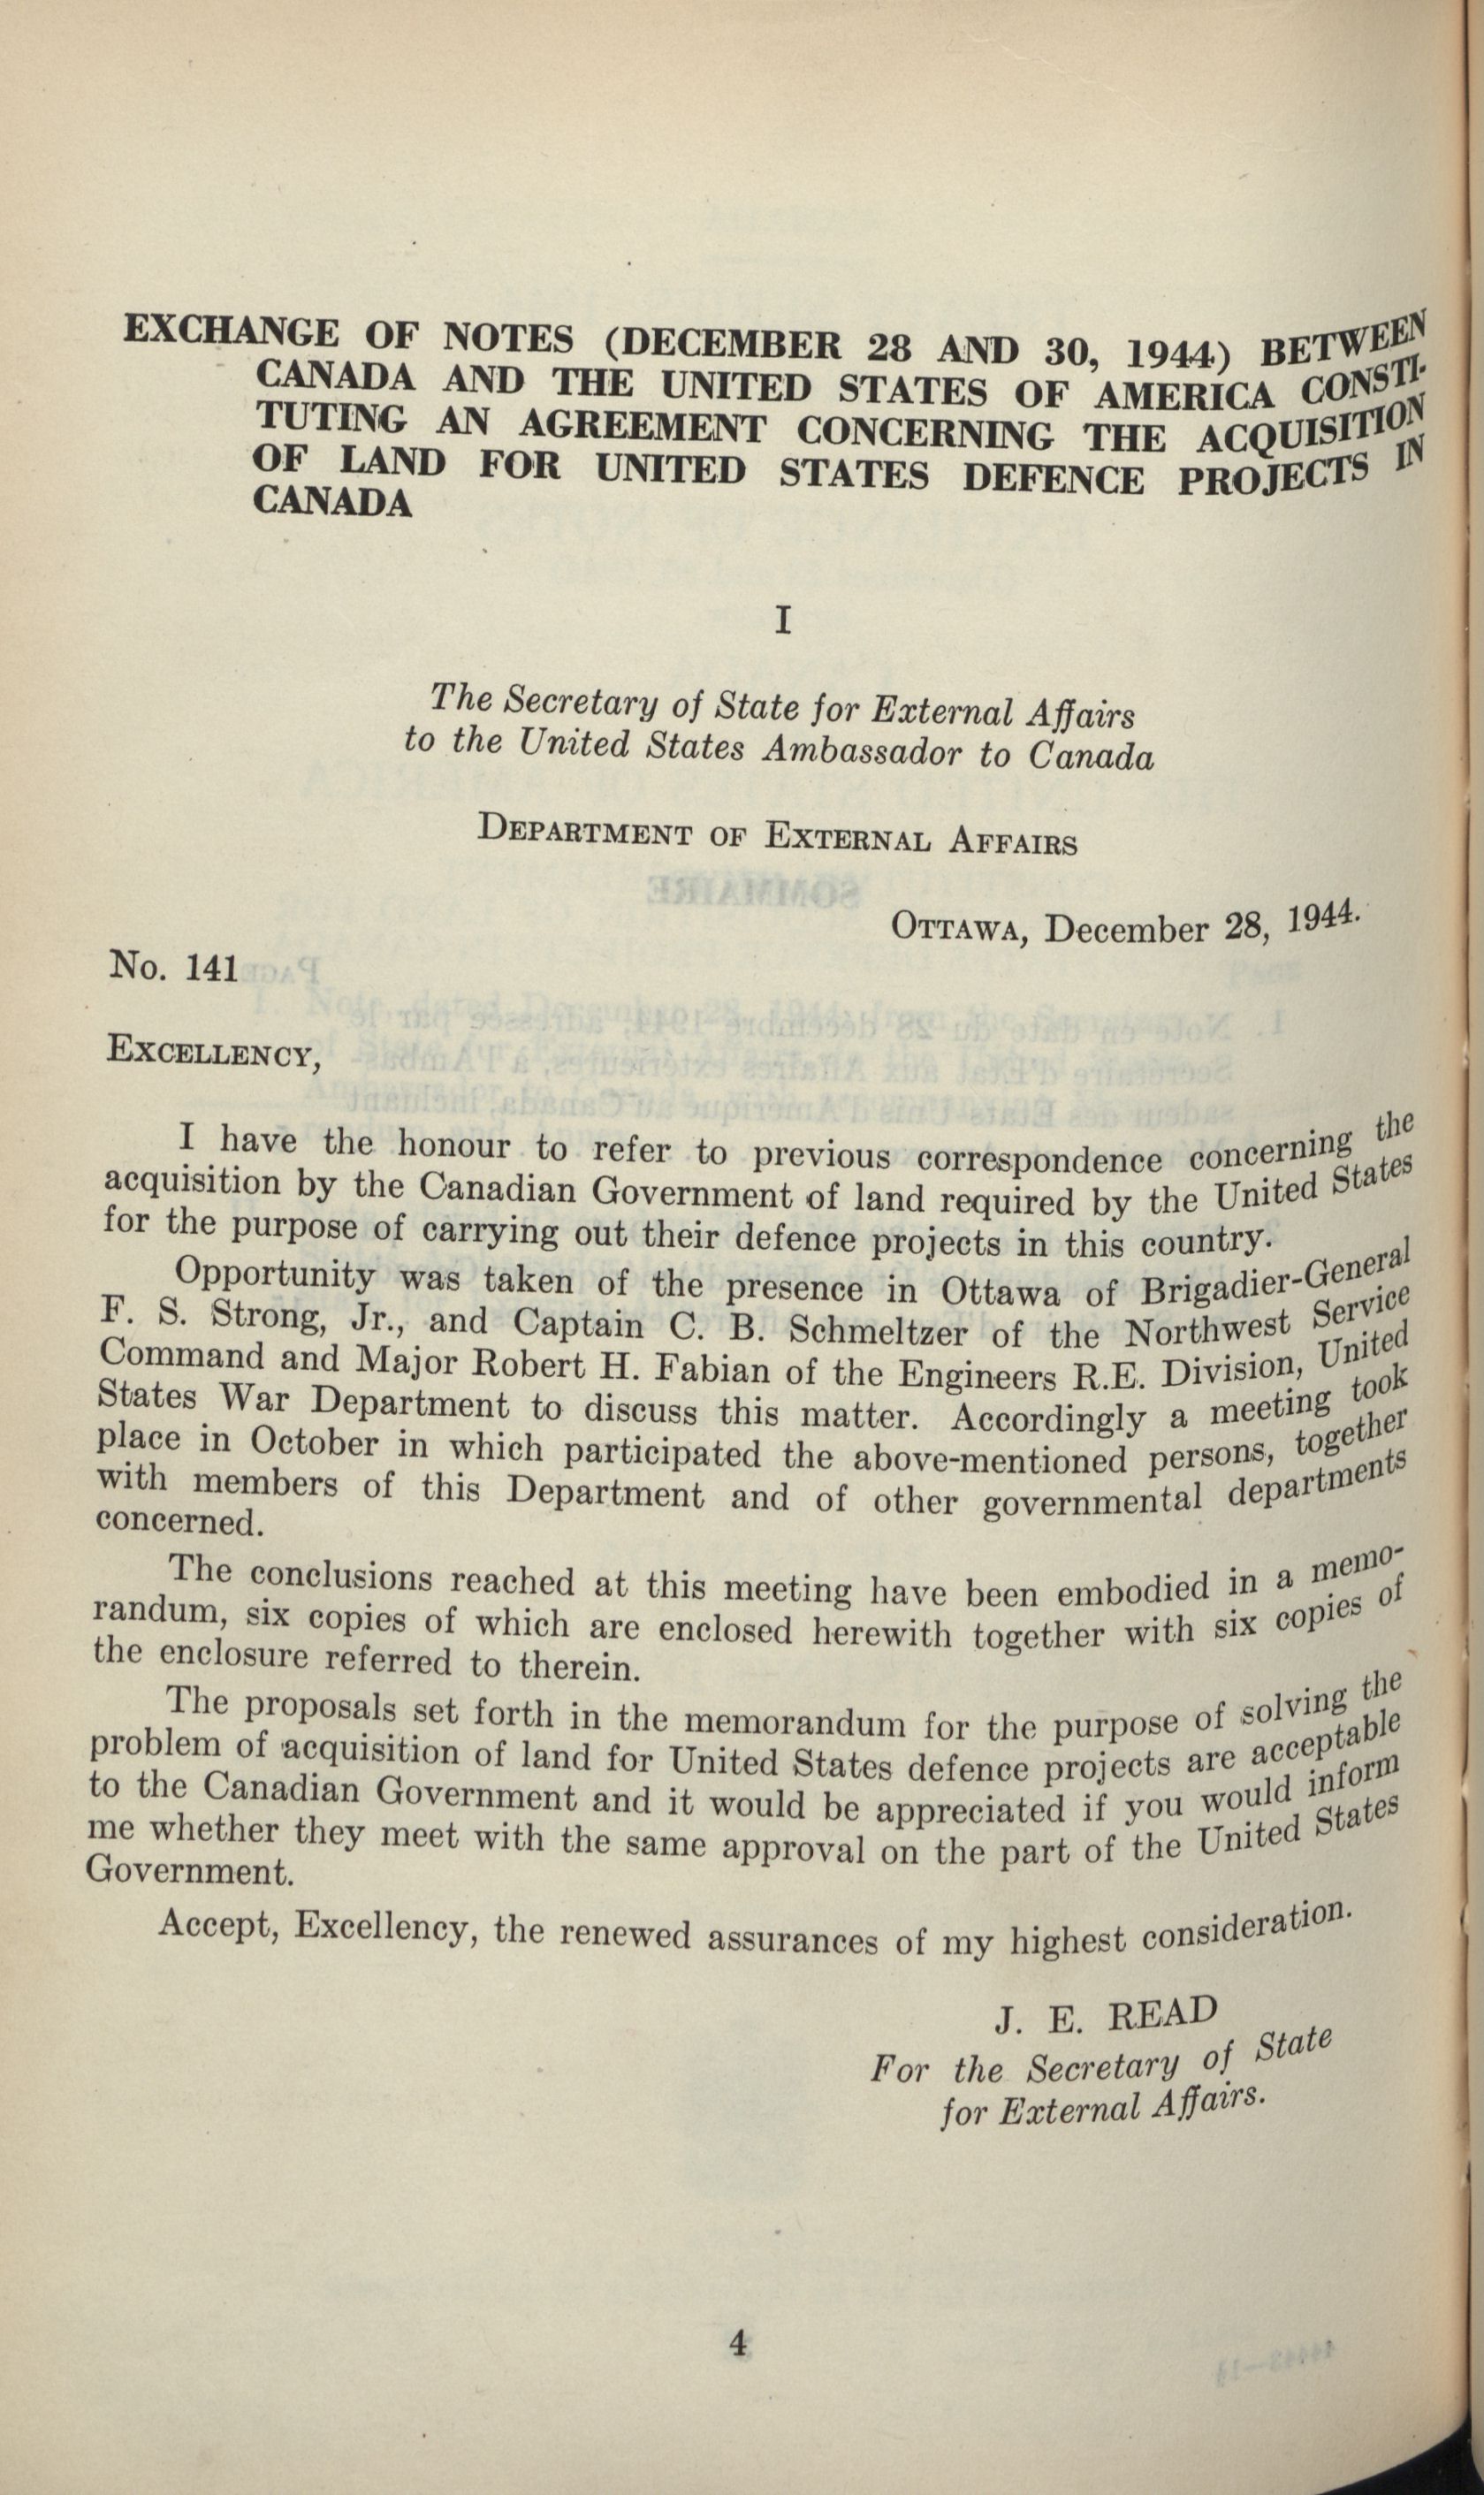 EXCHANGE OF NOTES (DECEMBER 28 AND 30, 1944) BETWEEN
CANADA AND THE UNITED STATES OF AMERICA CONSTI-
TUTING AN AGREEMENT CONCERNING THE ACQUISITION
OF LAND FOR UNITED STATES DEFENCE PROJECTS IN
CANADA
I
The Secretary of State for External Affairs
to the United States Ambassador to Canada
DEPARTMENT OF EXTERNAL AFFAIRS
OTTAWA, December 28, 1944.
No. 141
EXCELLENCY,
I have the honour to refer to previous correspondence concerning the
acquisition by the Canadian Government of land required by the United States
for the purpose of carrying out their defence projects in this country.
Opportunity was taken of the presence in Ottawa of Brigadier-General
F. S. Strong, Jr., and Captain C. B. Schmeltzer of the Northwest Service
Command and Major Robert H. Fabian of the Engineers R.E. Division, United
States War Department to discuss this matter. Accordingly a meeting took
place in October in which participated the above-mentioned persons, together
with members of this Department and of other governmental departments
concerned.
The conclusions reached at this meeting have been embodied in a memo-
randum, six copies of which are enclosed herewith together with six copies of
the enclosure referred to therein.
The proposals set forth in the memorandum for the purpose of solving the
problem of acquisition of land for United States defence projects are acceptable
to the Canadian Government and it would be appreciated if you would inform
me whether they meet with the same approval on the part of the United States
Government.
Accept, Excellency, the renewed assurances of my highest consideration.
J. E. READ
For the Secretary of State
for External Affairs.
4